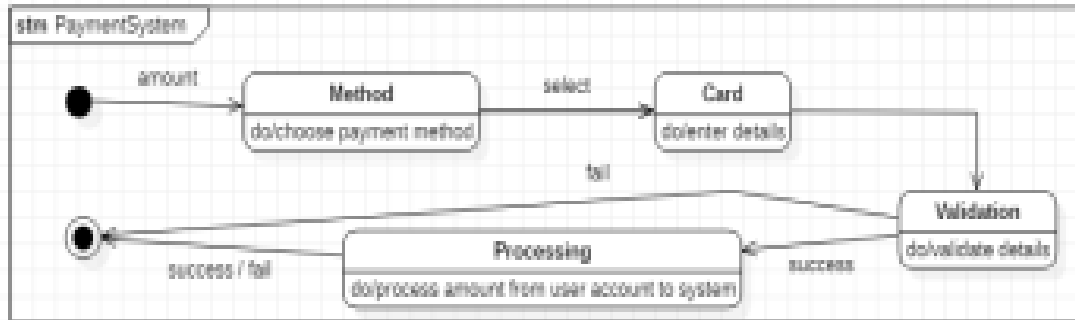 stm PaymentSystem
amount
Method
do/choose payment method
select
Card
do/enter details
fail
Validation
do/validate details
success
Processing
do/process amount from user account to system
success / fail